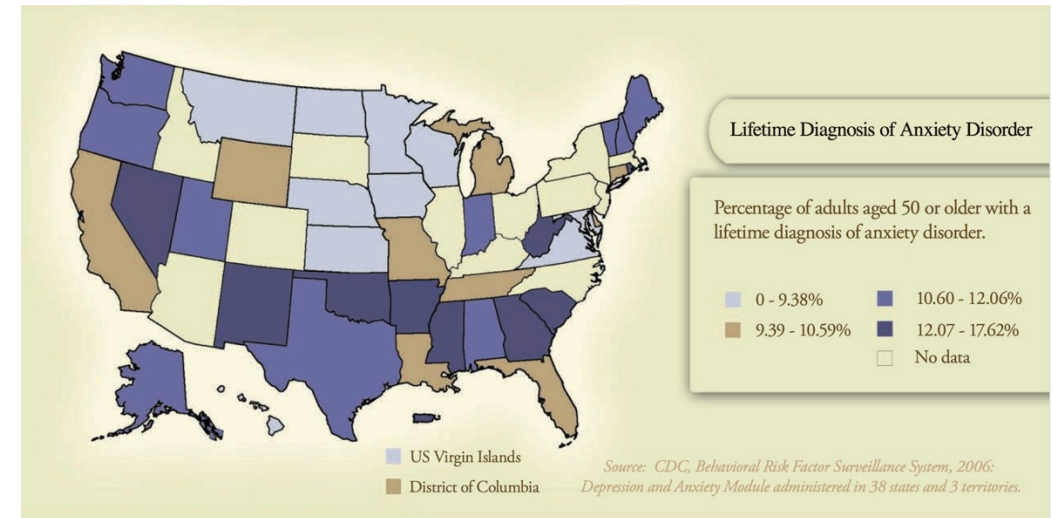 Lifetime Diagnosis of Anxiety Disorder
Percentage of adults aged 50 or older with a
lifetime diagnosis of anxiety disorder.
0 - 9.38%
10.60 - 12.06%
9.39 - 10.59%
12.07 - 17.62%
No data
US Virgin Islands
District of Columbia
Source: CDC, Behavioral Risk Factor Surveillance System, 2006:
Depression and Anxiety Module administered in 38 states and 3 territories.